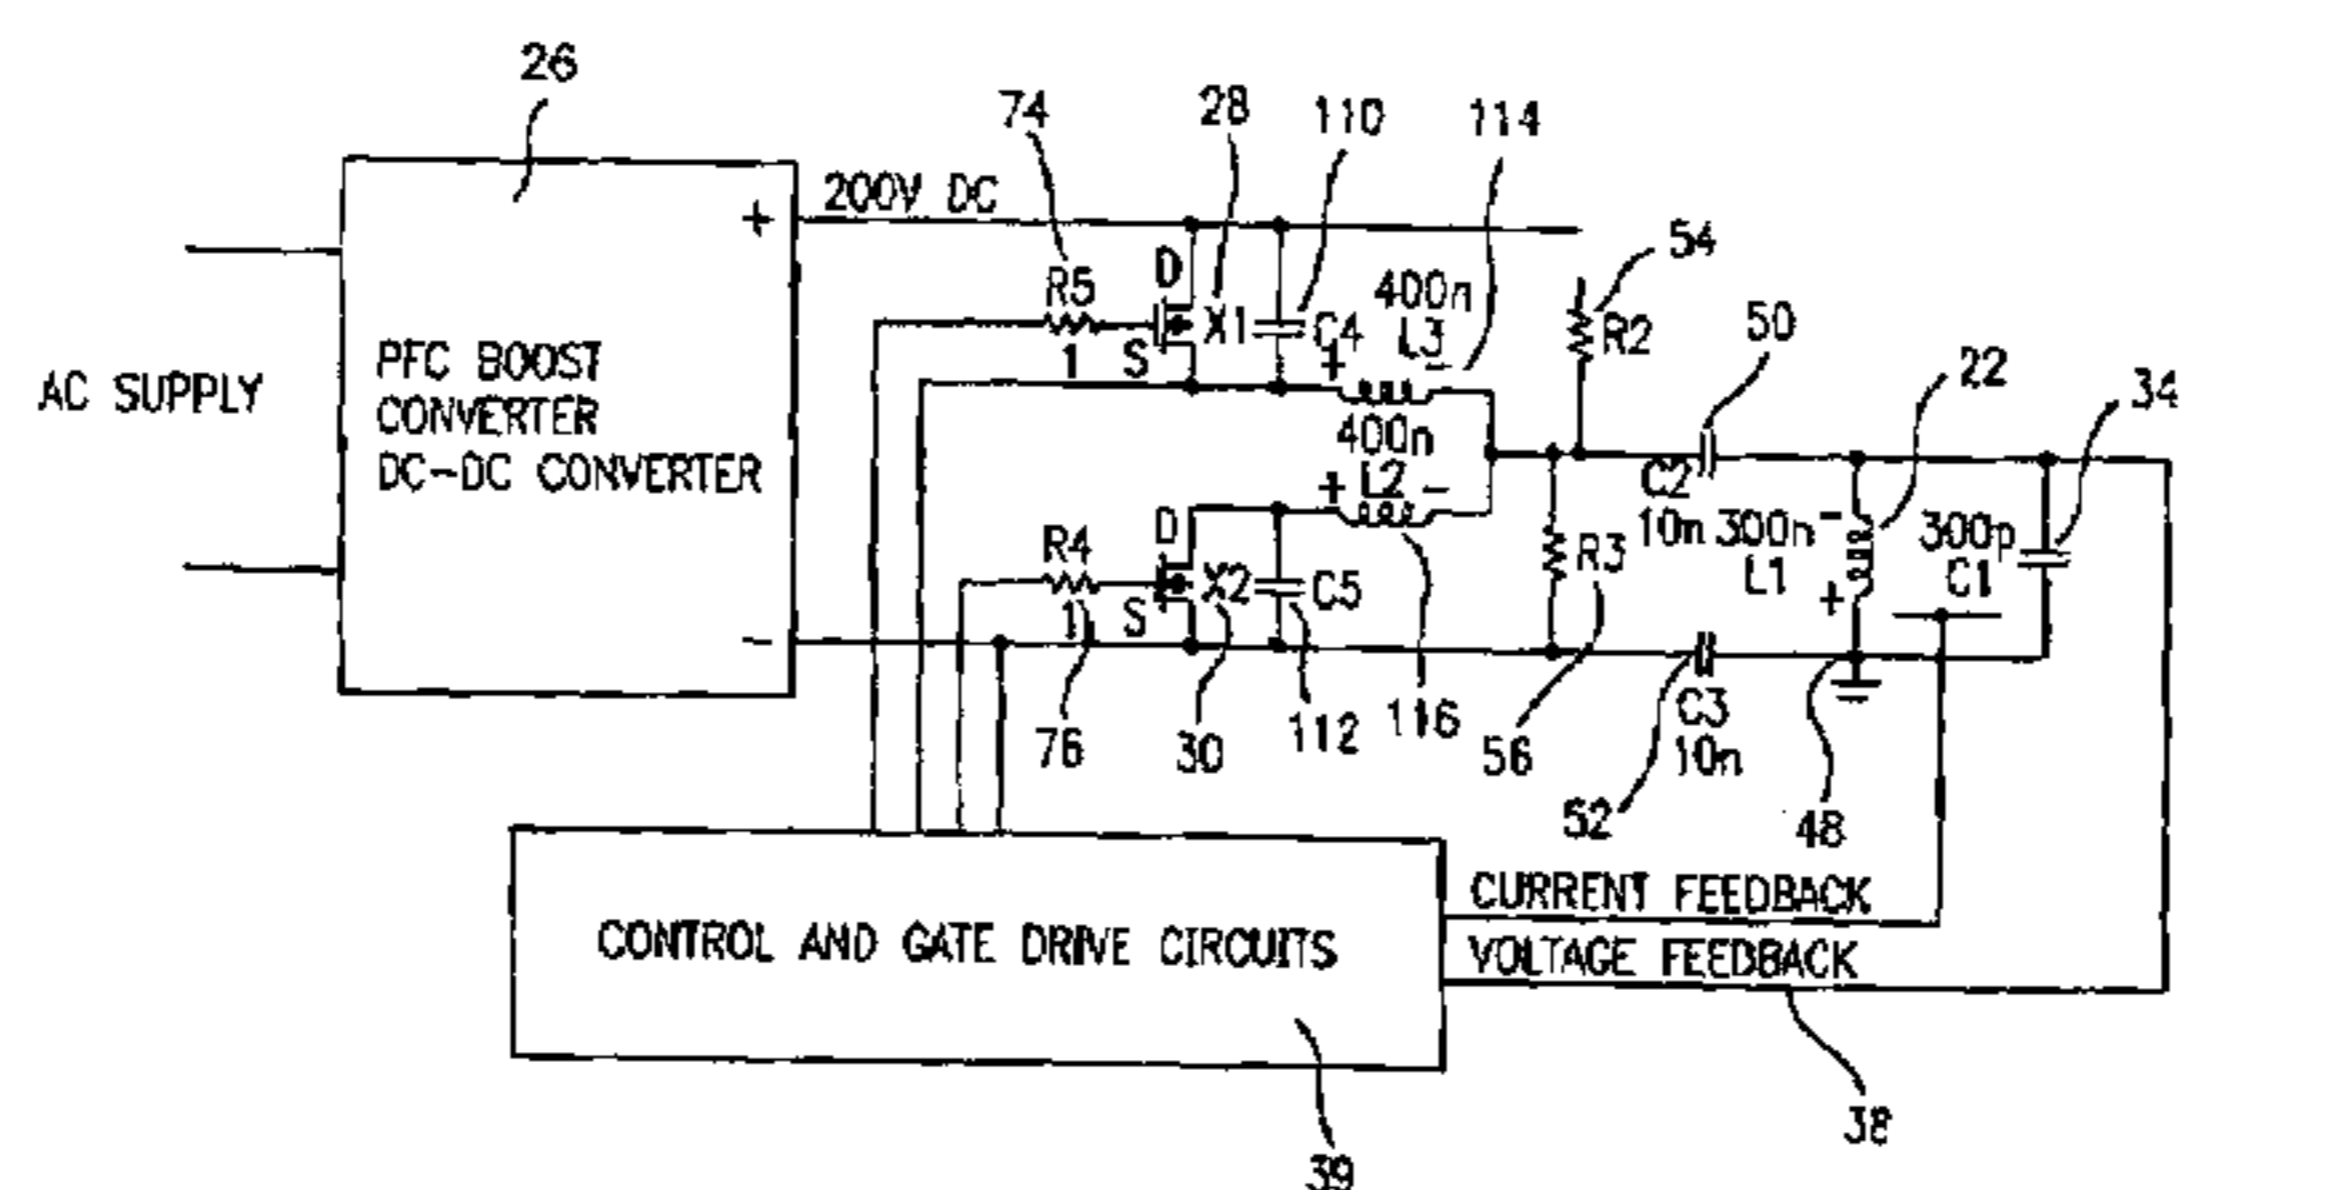 26
74
28
110
114
200V DC
+
D
54
R5
X1
C4
400n
L3
R2
50
1
S
+
-
22
34
AC SUPPLY
PFC BOOST
CONVERTER
DC-DC CONVERTER
400n
L2
+
-
C2
10n
300n
-
L1
+
300p
C1
D
R4
X2
C5
R3
1
S
-
76
30
112
116
56
C3
10n
52
48
CURRENT FEEDBACK
VOLTAGE FEEDBACK
CONTROL AND GATE DRIVE CIRCUITS
38
39